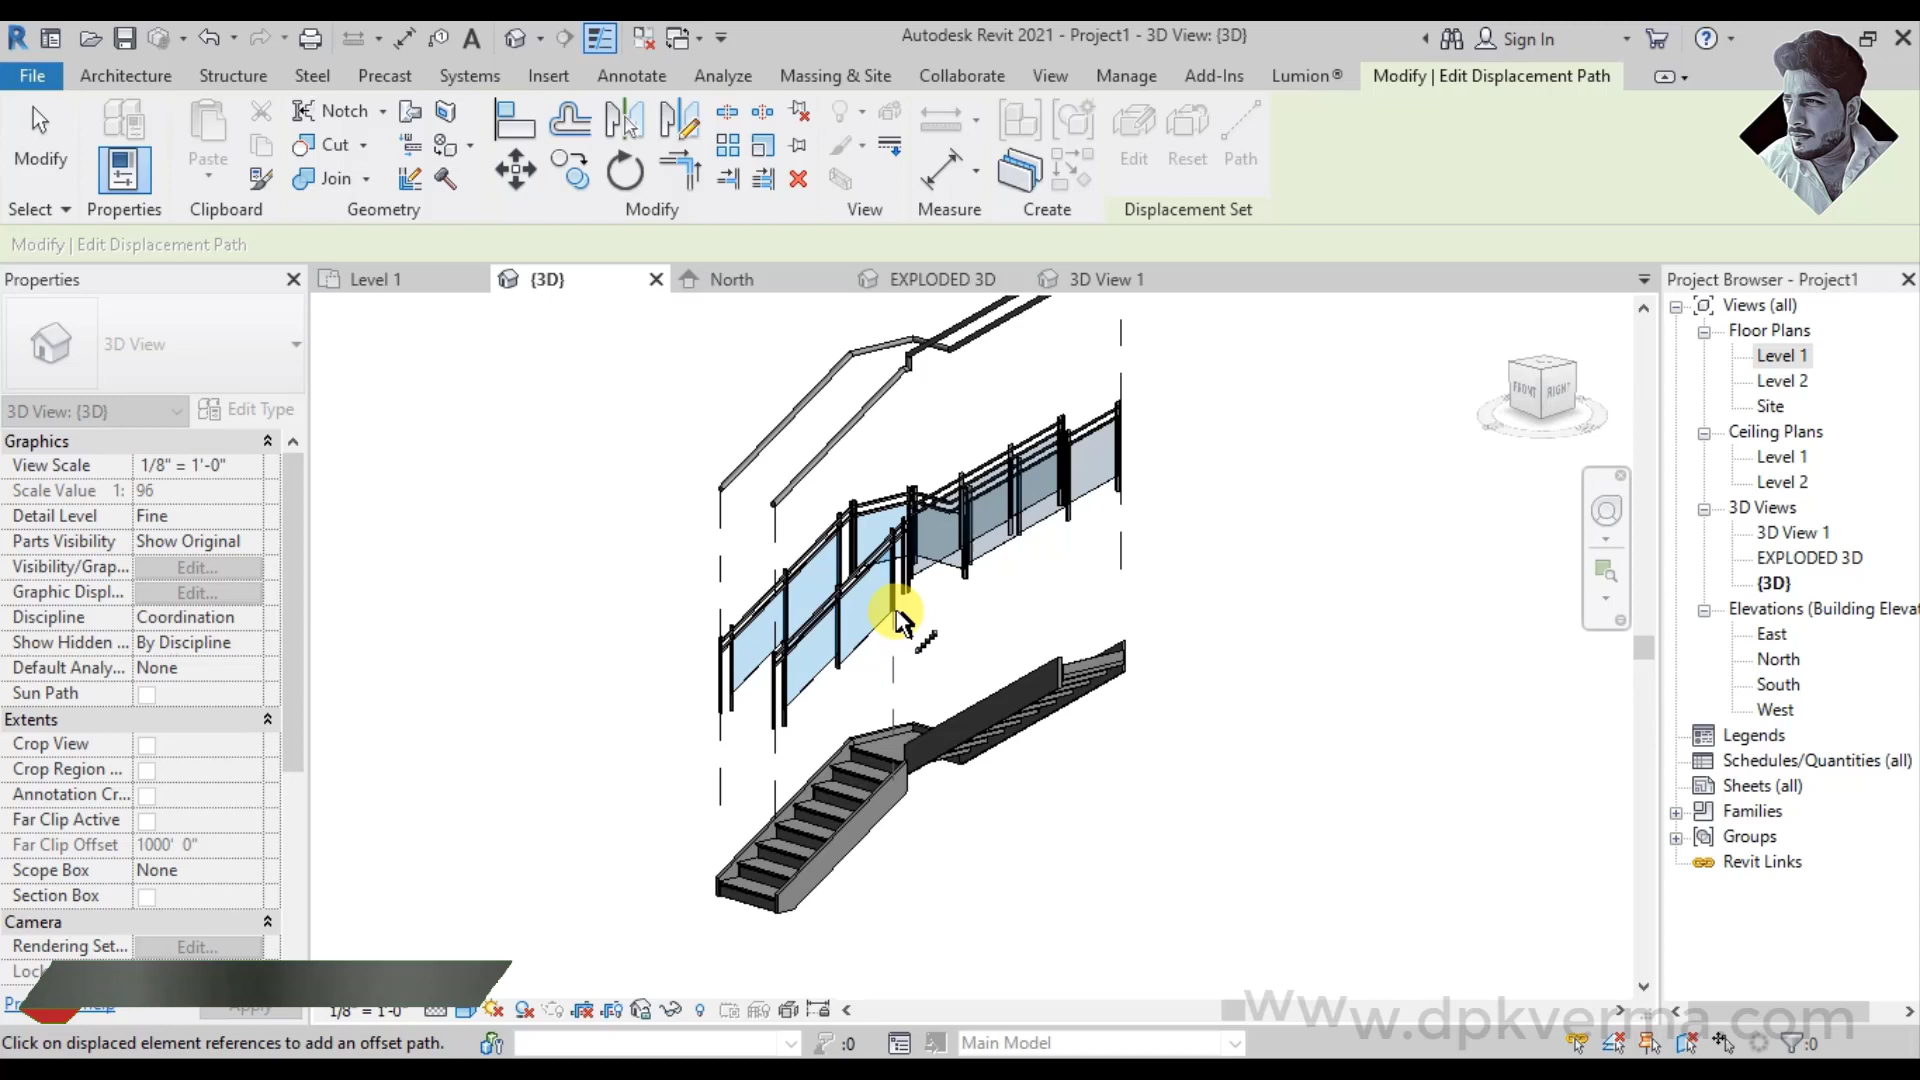 Autodesk Revit 2021 - Project1 - 3D View: {3D}
Sign In
File Architecture Structure Steel Precast Systems Insert Annotate Analyze Massing & Site Collaborate View Manage Add-Ins Lumion® Modify | Edit Displacement Path
Modify
Paste
Notch
Cut
Join
Edit Reset Path
Select Properties Clipboard Geometry Modify View Measure Create Displacement Set
Modify | Edit Displacement Path
Properties
Level 1
{3D}
North
EXPLODED 3D
3D View 1
3D View
3D View: {3D}
Edit Type
Graphics
View Scale 1/8" = 1'-0"
Scale Value 1: 96
Detail Level Fine
Parts Visibility Show Original
Visibility/Grap... Edit...
Graphic Displ... Edit...
Discipline Coordination
Show Hidden ... By Discipline
Default Analy... None
Sun Path
Extents
Crop View
Crop Region ...
Annotation Cr...
Far Clip Active
Far Clip Offset 1000' 0"
Scope Box None
Section Box
Camera
Rendering Set... Edit...
FRONT RIGHT
Project Browser - Project1
Views (all)
Floor Plans
Level 1
Level 2
Site
Ceiling Plans
Level 1
Level 2
3D Views
3D View 1
EXPLODED 3D
{3D}
Elevations (Building Eleva
East
North
South
West
Legends
Schedules/Quantities (all)
Sheets (all)
Families
Groups
Revit Links
1/8" = 1'-0"
www.dpkverma.com
Click on displaced element references to add an offset path.
:0
Main Model
:0